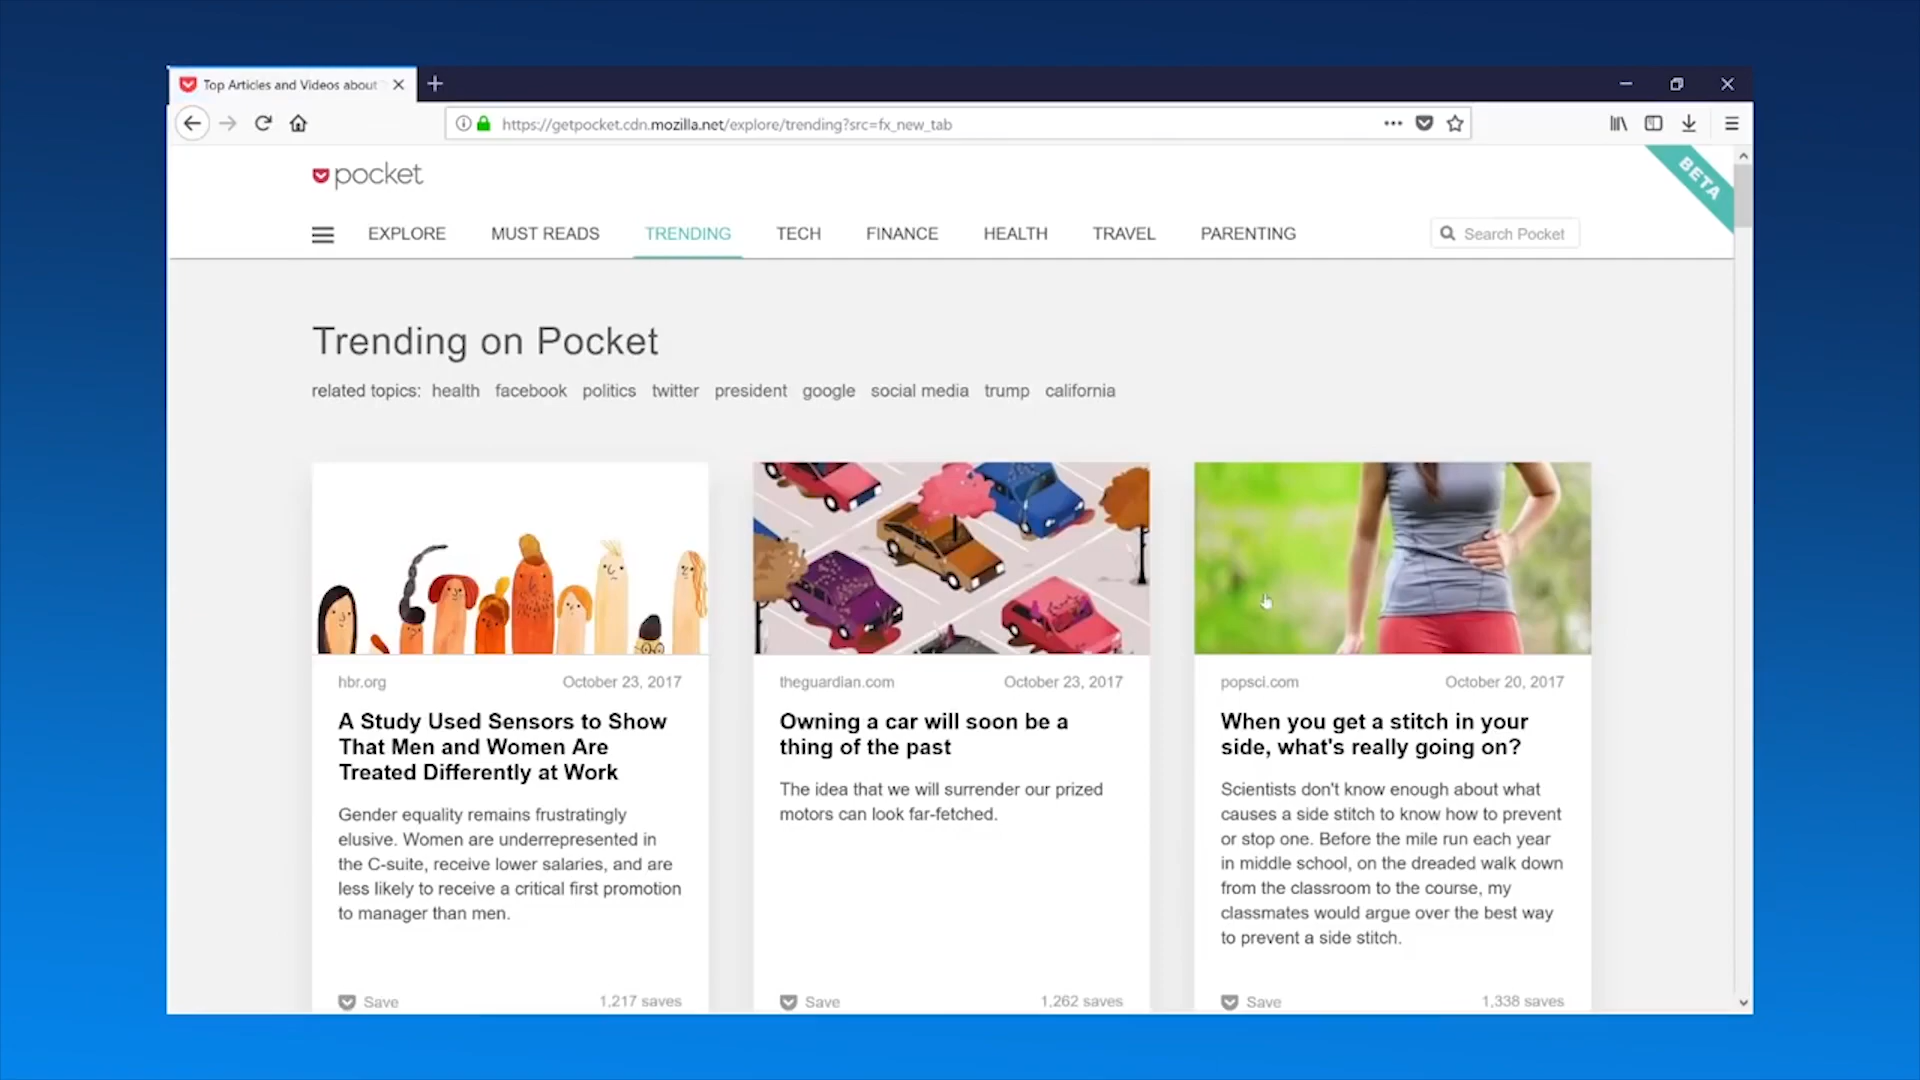 Top Articles and Videos about
https://getpocket.cdn.mozilla.net/explore/trending?src=fx_new_tab
BETA
pocket
EXPLORE MUST READS TRENDING TECH FINANCE HEALTH TRAVEL PARENTING Search Pocket
Trending on Pocket
related topics: health facebook politics twitter president google social media trump california
hbr.org October 23, 2017
A Study Used Sensors to Show
That Men and Women Are
Treated Differently at Work
Gender equality remains frustratingly
elusive. Women are underrepresented in
the C-suite, receive lower salaries, and are
less likely to receive a critical first promotion
to manager than men.
Save 1,217 saves
theguardian.com October 23, 2017
Owning a car will soon be a
thing of the past
The idea that we will surrender our prized
motors can look far-fetched.
Save 1,262 saves
popsci.com October 20, 2017
When you get a stitch in your
side, what's really going on?
Scientists don't know enough about what
causes a side stitch to know how to prevent
or stop one. Before the mile run each year
in middle school, on the dreaded walk down
from the classroom to the course, my
classmates would argue over the best way
to prevent a side stitch.
Save 1,338 saves